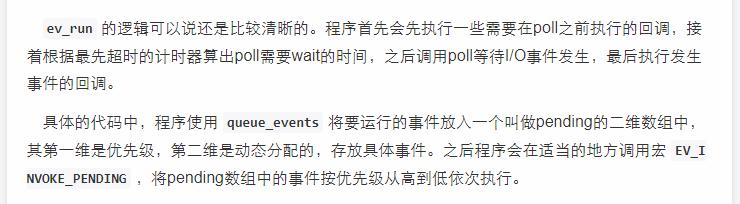 ev_run 的逻辑可以说还是比较清晰的。程序首先会先执行一些需要在poll之前执行的回调，接
着根据最先超时的计时器算出poll需要wait的时间，之后调用poll等待I/O事件发生，最后执行发生
事件的回调。
具体的代码中，程序使用 queue_events 将要运行的事件放入一个叫做pending的二维数组中，
其第一维是优先级，第二维是动态分配的，存放具体事件。之后程序会在适当的地方调用宏 EV_I
NVOKE_PENDING ，将pending数组中的事件按优先级从高到低依次执行。